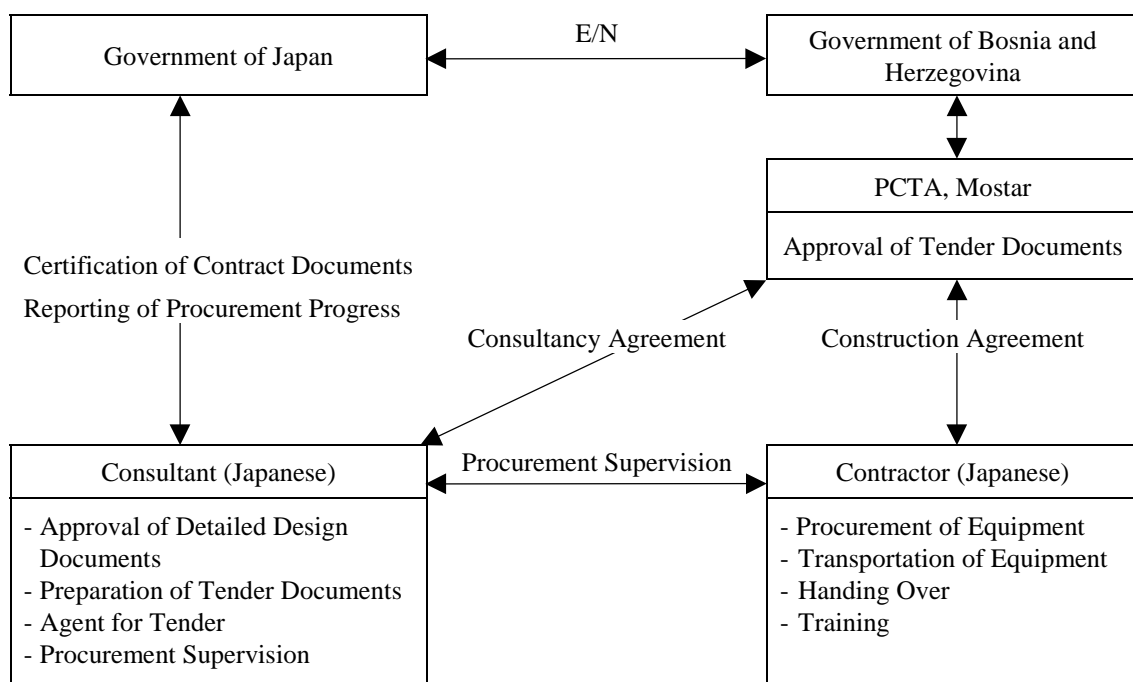 E/N
Government of Japan
Government of Bosnia and
Herzegovina
PCTA, Mostar
Approval of Tender Documents
Certification of Contract Documents
Reporting of Procurement Progress
Consultancy Agreement
Construction Agreement
Procurement Supervision
Consultant (Japanese)
- Approval of Detailed Design
Documents
- Preparation of Tender Documents
- Agent for Tender
- Procurement Supervision
Contractor (Japanese)
- Procurement of Equipment
- Transportation of Equipment
- Handing Over
- Training